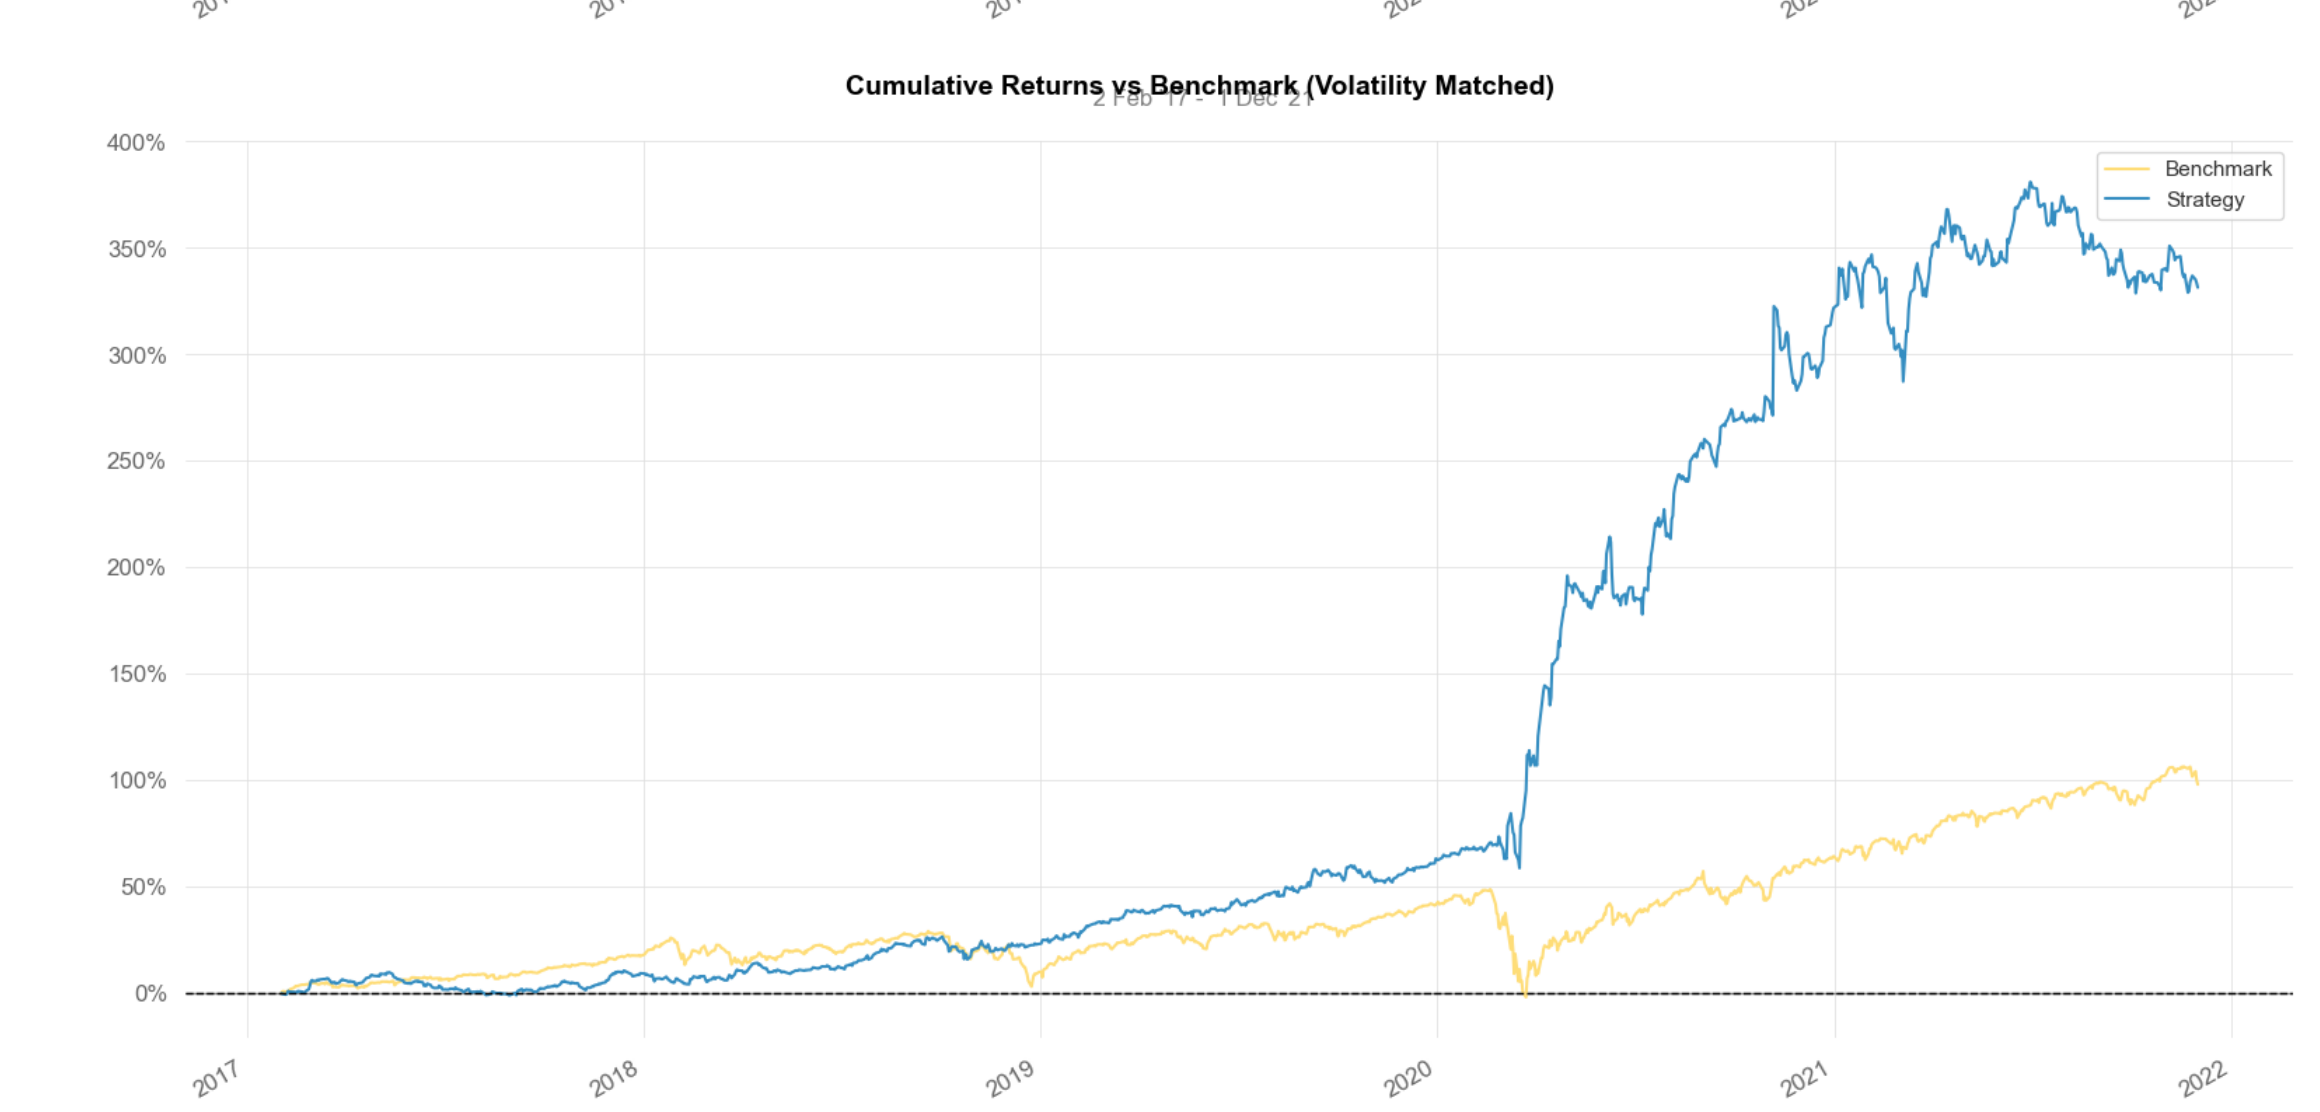 Cumulative Returns vs Benchmark (Volatility Matched)
2 Feb '17 - 1 Dec '21
400%
Benchmark
Strategy
350%
300%
250%
200%
150%
100%
50%
0%
2017 2018 2019 2020 2021 2022